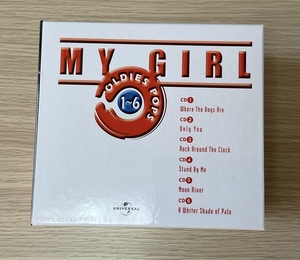 MY GIRL
OLDIES POPS
1~6
CD 1
Where The Boys Are
CD 2
Only You
CD 3
Rock Around The Clock
CD 4
Stand By Me
CD 5
Moon River
CD 6
A Whiter Shade of Pale
UNIVERSAL